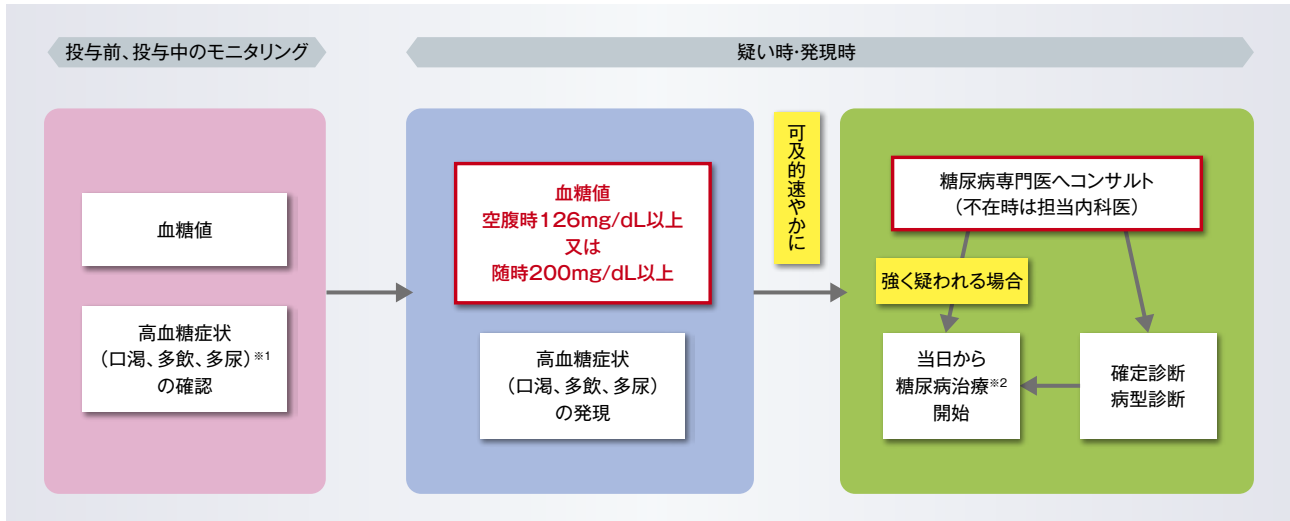 投与前、投与中のモニタリング
疑い時・発現時
血糖値
高血糖症状
（口渇、多飲、多尿）※1
の確認
血糖値
空腹時126mg/dL以上
又は
随時200mg/dL以上
高血糖症状
（口渇、多飲、多尿）
の発現
可及的速やかに
糖尿病専門医へコンサルト
（不在時は担当内科医）
強く疑われる場合
当日から
糖尿病治療※2
開始
確定診断
病型診断